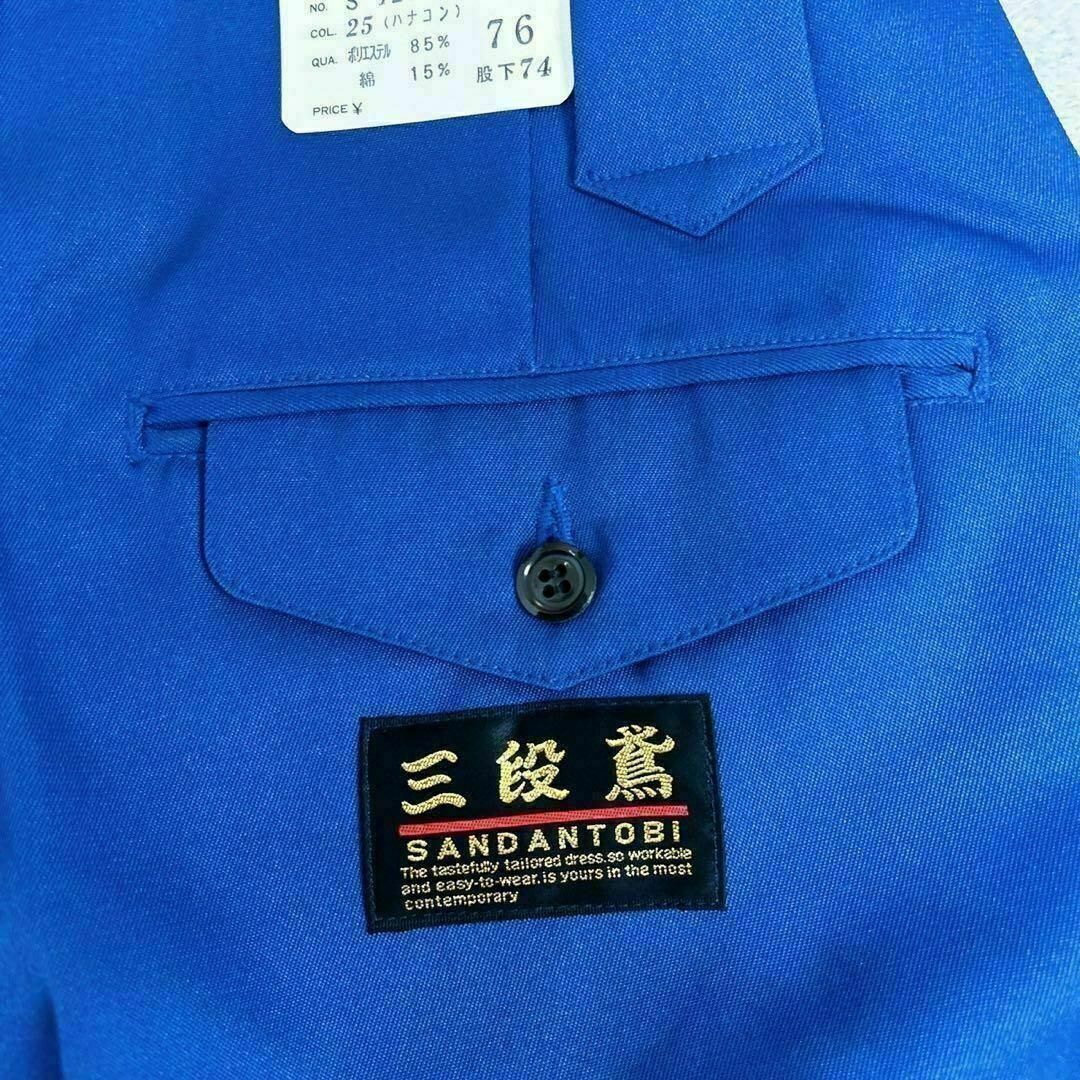 NO. S
COL. 25 (ハナコン)
QUA. ポリエステル 85% 76
綿 15% 股下74
PRICE ¥
三段鳶
SANDANTOBI
The tastefully tailored dress.so workable
and easy-to-wear.is yours in the most
contemporary